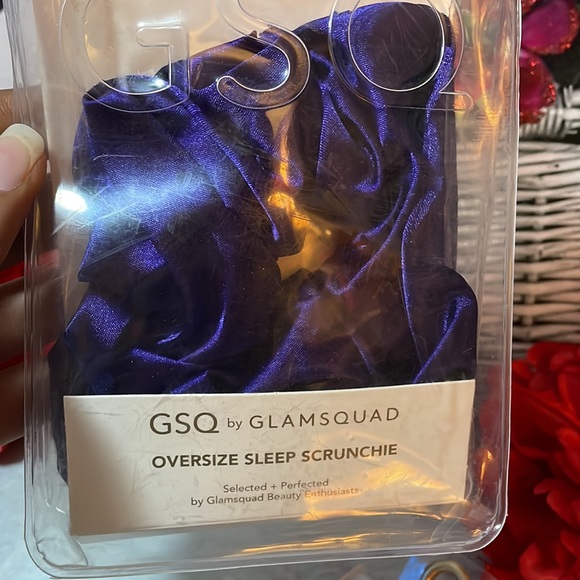 GSQ
GSQ by GLAMSQUAD
OVERSIZE SLEEP SCRUNCHIE
Selected + Perfected
by Glamsquad Beauty Enthusiasts